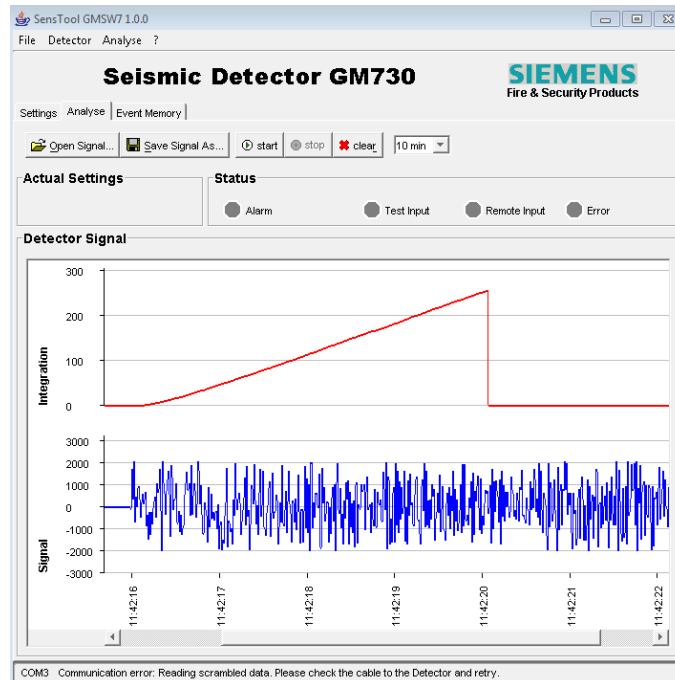 SensTool GMSW7 1.0.0
File Detector Analyse ?
Seismic Detector GM730
SIEMENS
Fire & Security Products
Settings Analyse Event Memory
Open Signal... Save Signal As... start stop clear 10 min
Actual Settings
Status
Alarm Test Input Remote Input Error
Detector Signal
Integration
300
200
100
0
Signal
3000
2000
1000
0
-1000
-2000
-3000
11:42:16 11:42:17 11:42:18 11:42:19 11:42:20 11:42:21 11:42:22
COM3 Communication error: Reading scrambled data. Please check the cable to the Detector and retry.